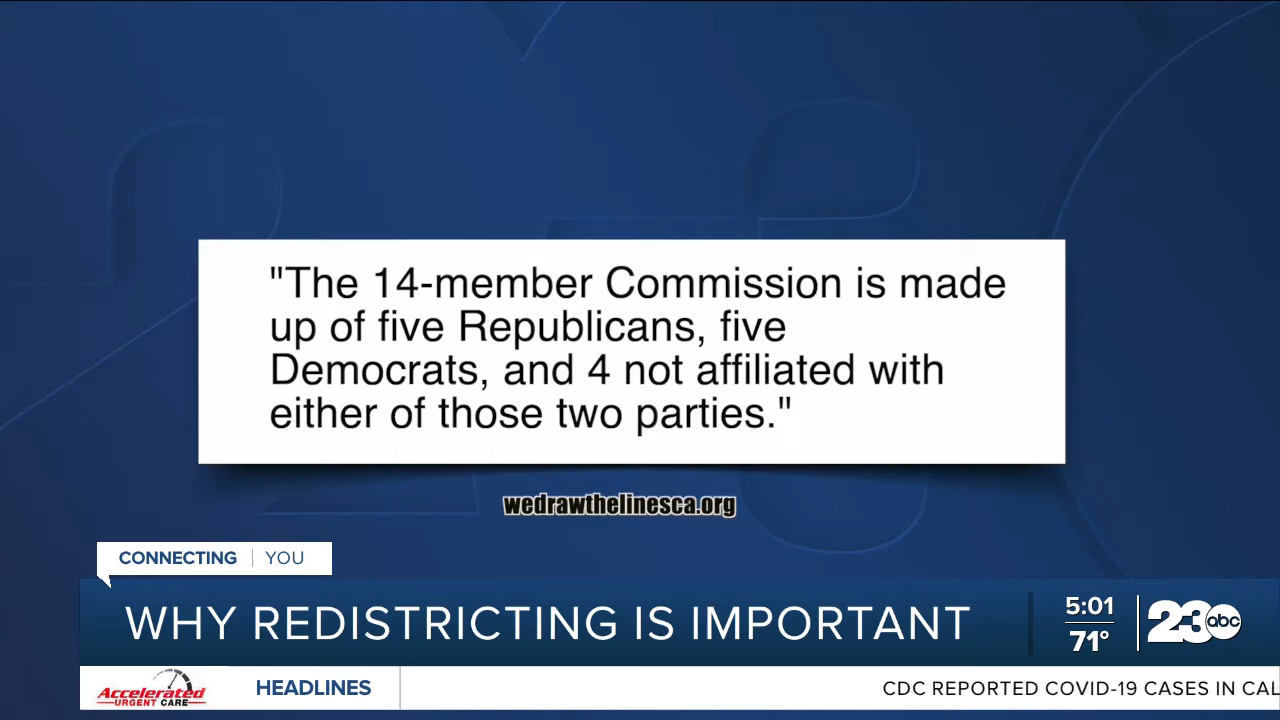 "The 14-member Commission is made
up of five Republicans, five
Democrats, and 4 not affiliated with
either of those two parties."
wedrawthelinesca.org
CONNECTING | YOU
WHY REDISTRICTING IS IMPORTANT
5:01
71°
23 abc
Accelerated
URGENT CARE
HEADLINES
CDC REPORTED COVID-19 CASES IN CAL